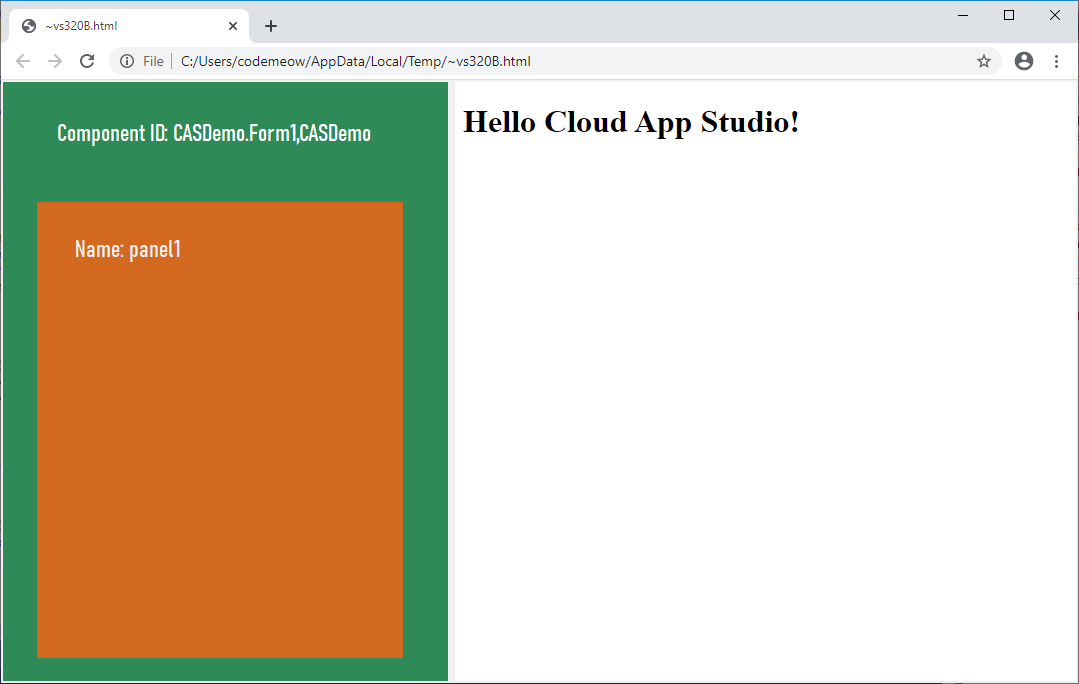 ~vs320B.html
File
C:/Users/codemeow/AppData/Local/Temp/~vs320B.html
Component ID: CASDemo.Form1,CASDemo
Name: panel1
Hello Cloud App Studio!